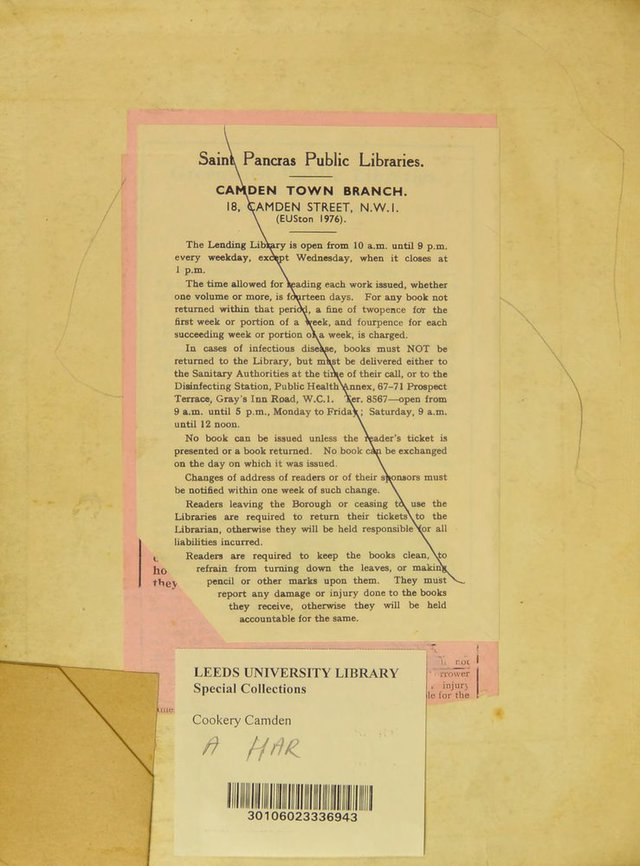 Saint Pancras Public Libraries.
CAMDEN TOWN BRANCH.
18, CAMDEN STREET, N.W.1.
(EUSton 1976).
The Lending Library is open from 10 a.m. until 9 p.m.
every weekday, except Wednesday, when it closes at
1 p.m.
The time allowed for reading each work issued, whether
one volume or more, is fourteen days. For any book not
returned within that period, a fine of twopence for the
first week or portion of a week, and fourpence for each
succeeding week or portion of a week, is charged.
In cases of infectious disease, books must NOT be
returned to the Library, but must be delivered either to
the Sanitary Authorities at the time of their call, or to the
Disinfecting Station, Public Health Annex, 67–71 Prospect
Terrace, Gray's Inn Road, W.C.1. Ter. 8567—open from
9 a.m. until 5 p.m., Monday to Friday; Saturday, 9 a.m.
until 12 noon.
No book can be issued unless the reader's ticket is
presented or a book returned. No book can be exchanged
on the day on which it was issued.
Changes of address of readers or of their sponsors must
be notified within one week of such change.
Readers leaving the Borough or ceasing to use the
Libraries are required to return their tickets to the
Librarian, otherwise they will be held responsible for all
liabilities incurred.
Readers are required to keep the books clean, to
refrain from turning down the leaves, or making
pencil or other marks upon them. They must
report any damage or injury done to the books
they receive, otherwise they will be held
accountable for the same.
ho
they
not
rrower
injury
le for the
LEEDS UNIVERSITY LIBRARY
Special Collections
Cookery Camden
A HAR
30106023336943